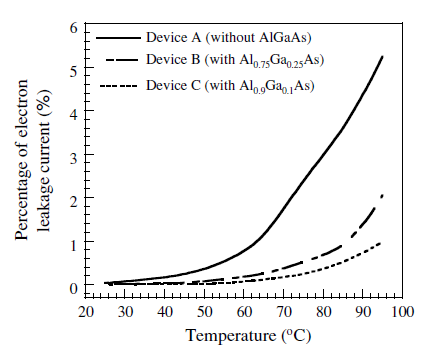 6
Device A (without AlGaAs)
Device B (with Al0.75Ga0.25As)
Device C (with Al0.9Ga0.1As)
5
4
3
2
1
0
Percentage of electron
leakage current (%)
20 30 40 50 60 70 80 90 100
Temperature (°C)